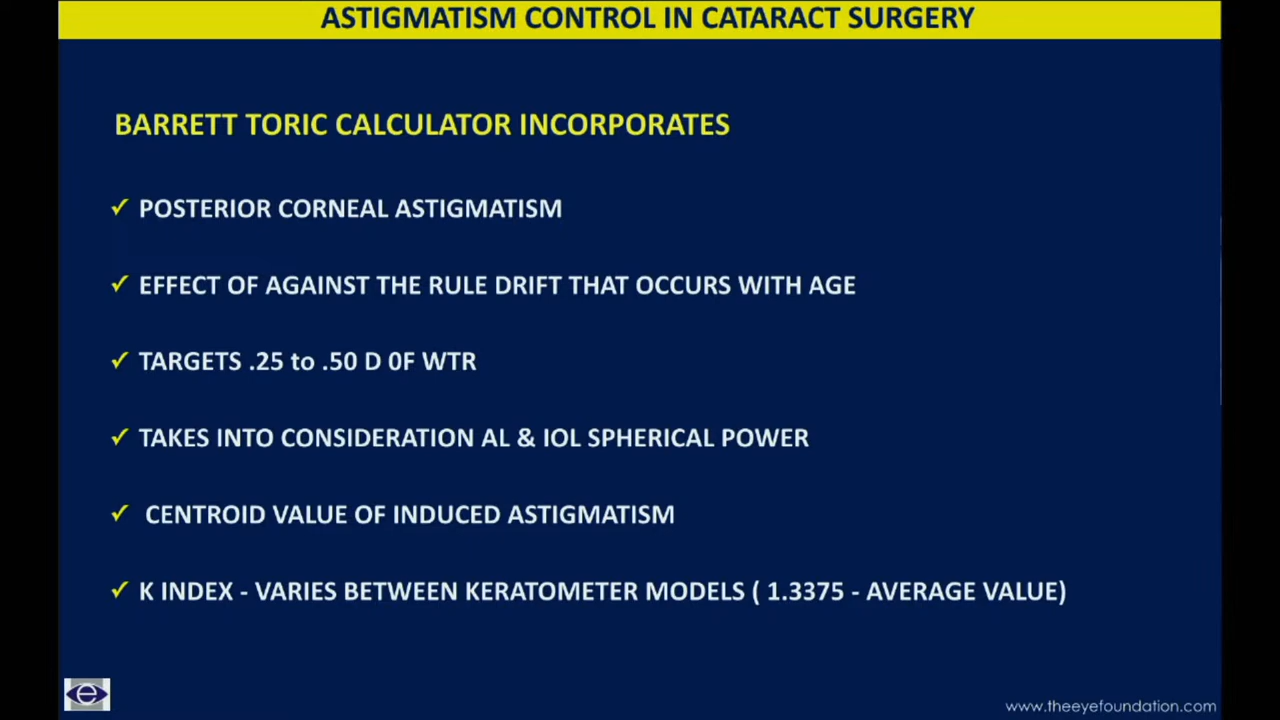 ASTIGMATISM CONTROL IN CATARACT SURGERY
BARRETT TORIC CALCULATOR INCORPORATES
✓ POSTERIOR CORNEAL ASTIGMATISM
✓ EFFECT OF AGAINST THE RULE DRIFT THAT OCCURS WITH AGE
✓ TARGETS .25 to .50 D 0F WTR
✓ TAKES INTO CONSIDERATION AL & IOL SPHERICAL POWER
✓ CENTROID VALUE OF INDUCED ASTIGMATISM
✓ K INDEX - VARIES BETWEEN KERATOMETER MODELS ( 1.3375 - AVERAGE VALUE)
e
www.theeyefoundation.com